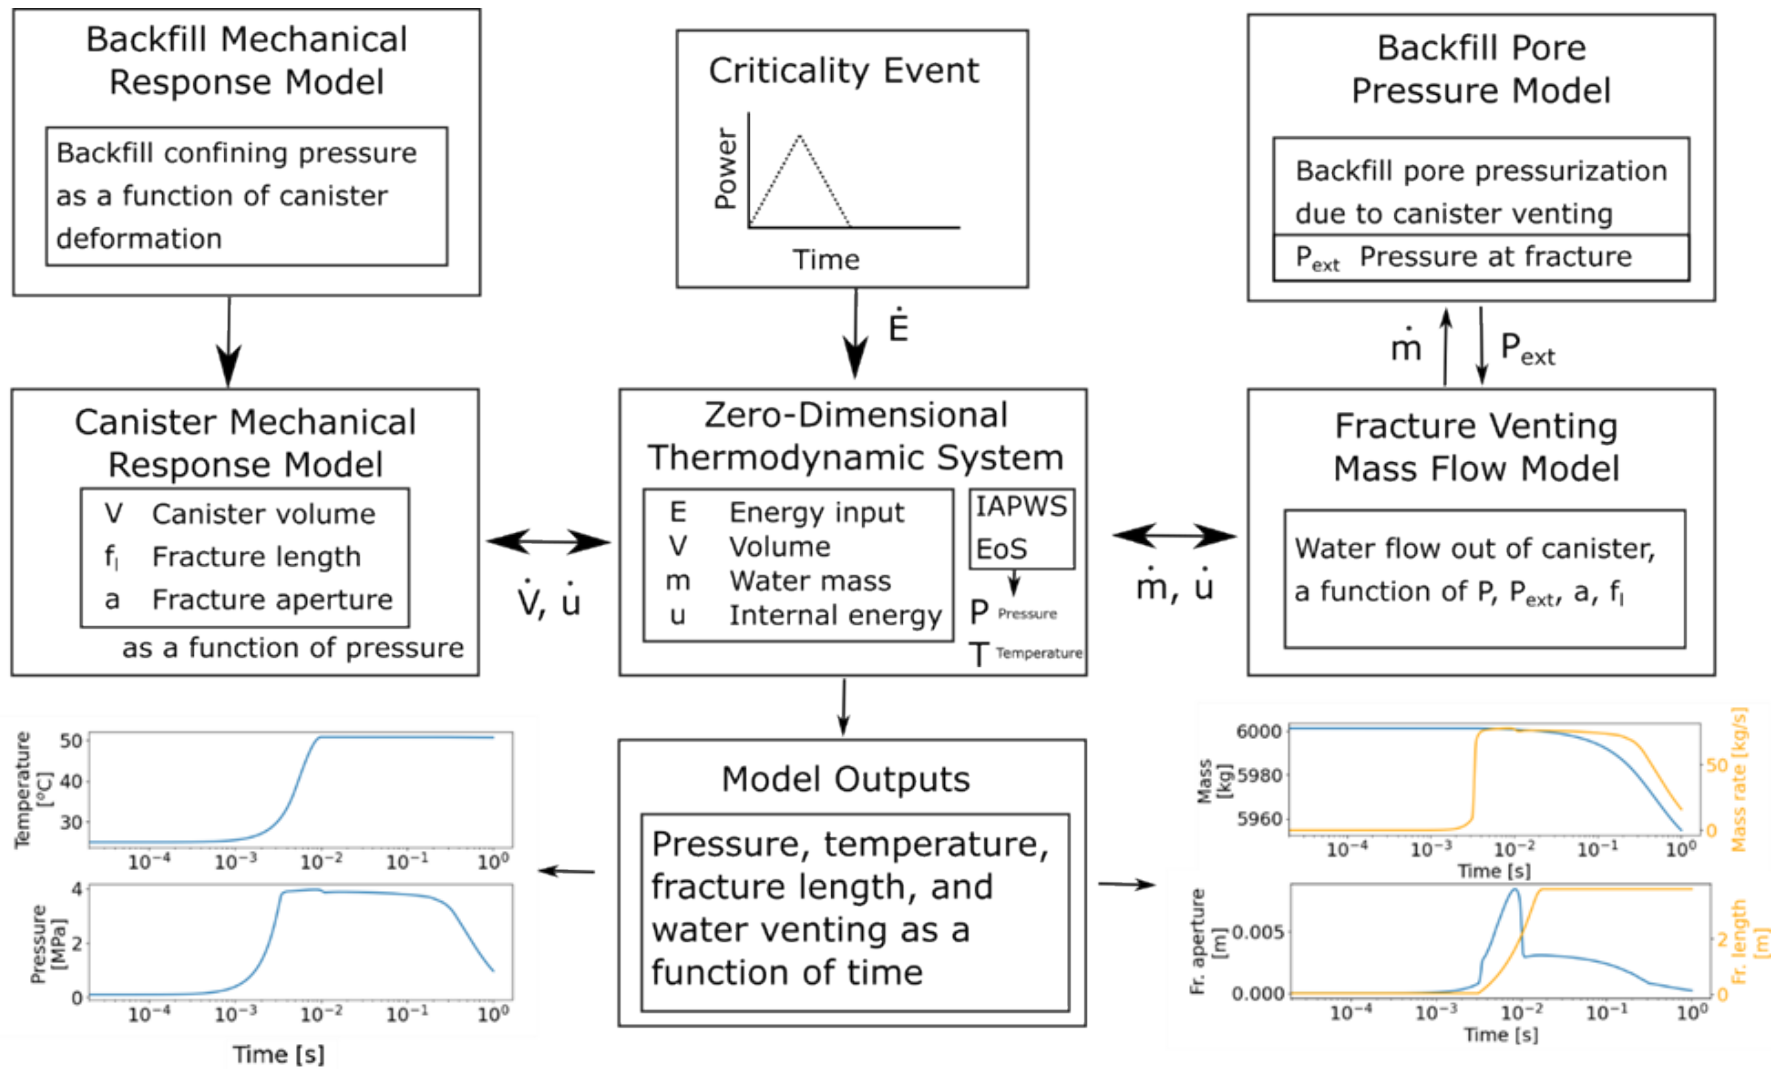 Backfill Mechanical
Response Model
Backfill confining pressure
as a function of canister
deformation
Criticality Event
Power
Time
Backfill Pore
Pressure Model
Backfill pore pressurization
due to canister venting
P_ext Pressure at fracture
Ė
ṁ
P_ext
Canister Mechanical
Response Model
V Canister volume
f_l Fracture length
a Fracture aperture
as a function of pressure
V̇, u̇
Zero-Dimensional
Thermodynamic System
E Energy input
V Volume
m Water mass
u Internal energy
IAPWS
EoS
P Pressure
T Temperature
ṁ, u̇
Fracture Venting
Mass Flow Model
Water flow out of canister,
a function of P, P_ext, a, f_l
Model Outputs
Pressure, temperature,
fracture length, and
water venting as a
function of time
Temperature
[°C]
50
40
30
10⁻⁴ 10⁻³ 10⁻² 10⁻¹ 10⁰
Pressure
[MPa]
4
2
0
10⁻⁴ 10⁻³ 10⁻² 10⁻¹ 10⁰
Time [s]
Mass
[kg]
6000
5980
5960
50
0
Mass rate [kg/s]
10⁻⁴ 10⁻³ 10⁻² 10⁻¹ 10⁰
Time [s]
Fr. aperture
[m]
0.005
0.000
2
0
Fr. length
[m]
10⁻⁴ 10⁻³ 10⁻² 10⁻¹ 10⁰
Time [s]